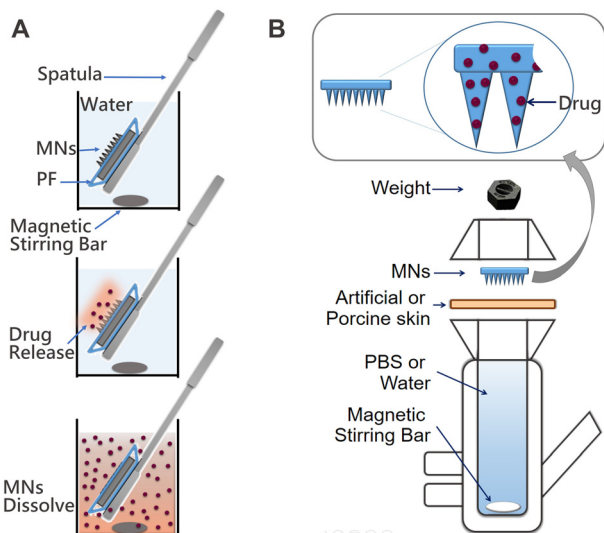 A
Spatula
Water
MNs
PF
Magnetic
Stirring Bar
Drug
Release
MNs
Dissolve
B
Drug
Weight
MNs
Artificial or
Porcine skin
PBS or
Water
Magnetic
Stirring Bar